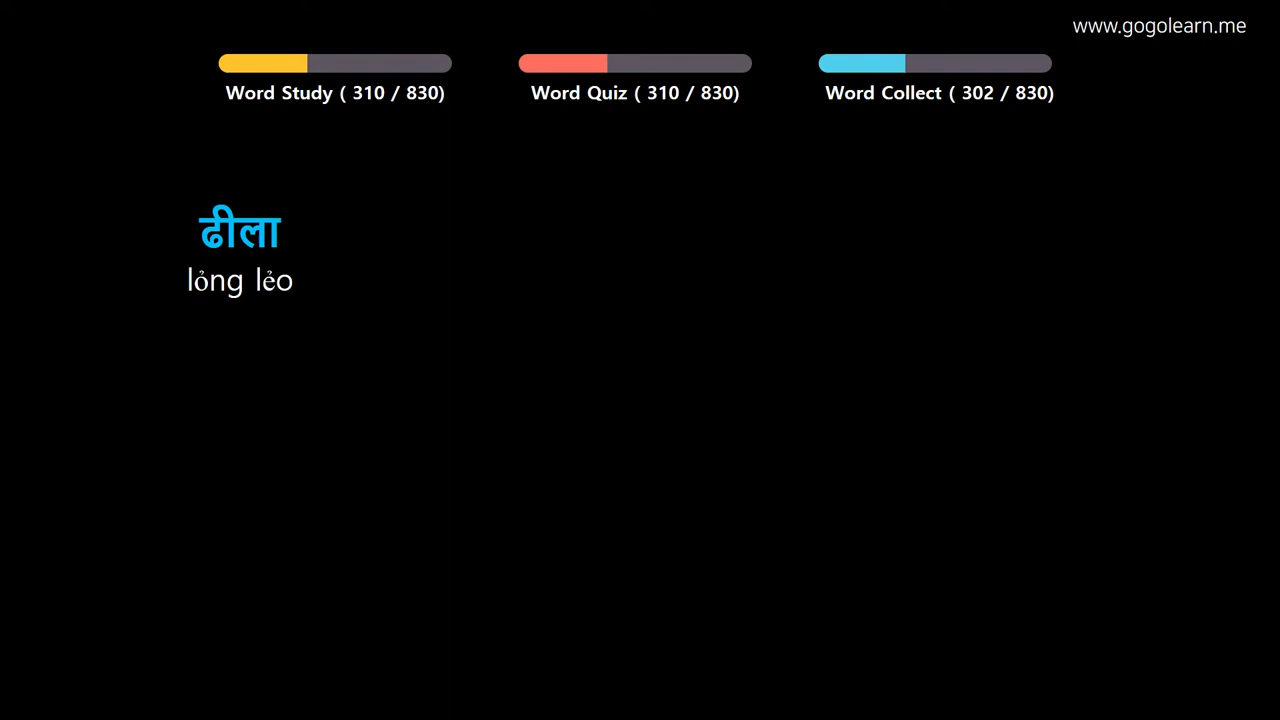 www.gogolearn.me
Word Study ( 310 / 830)
Word Quiz ( 310 / 830)
Word Collect ( 302 / 830)
ढीला
lỏng lẻo